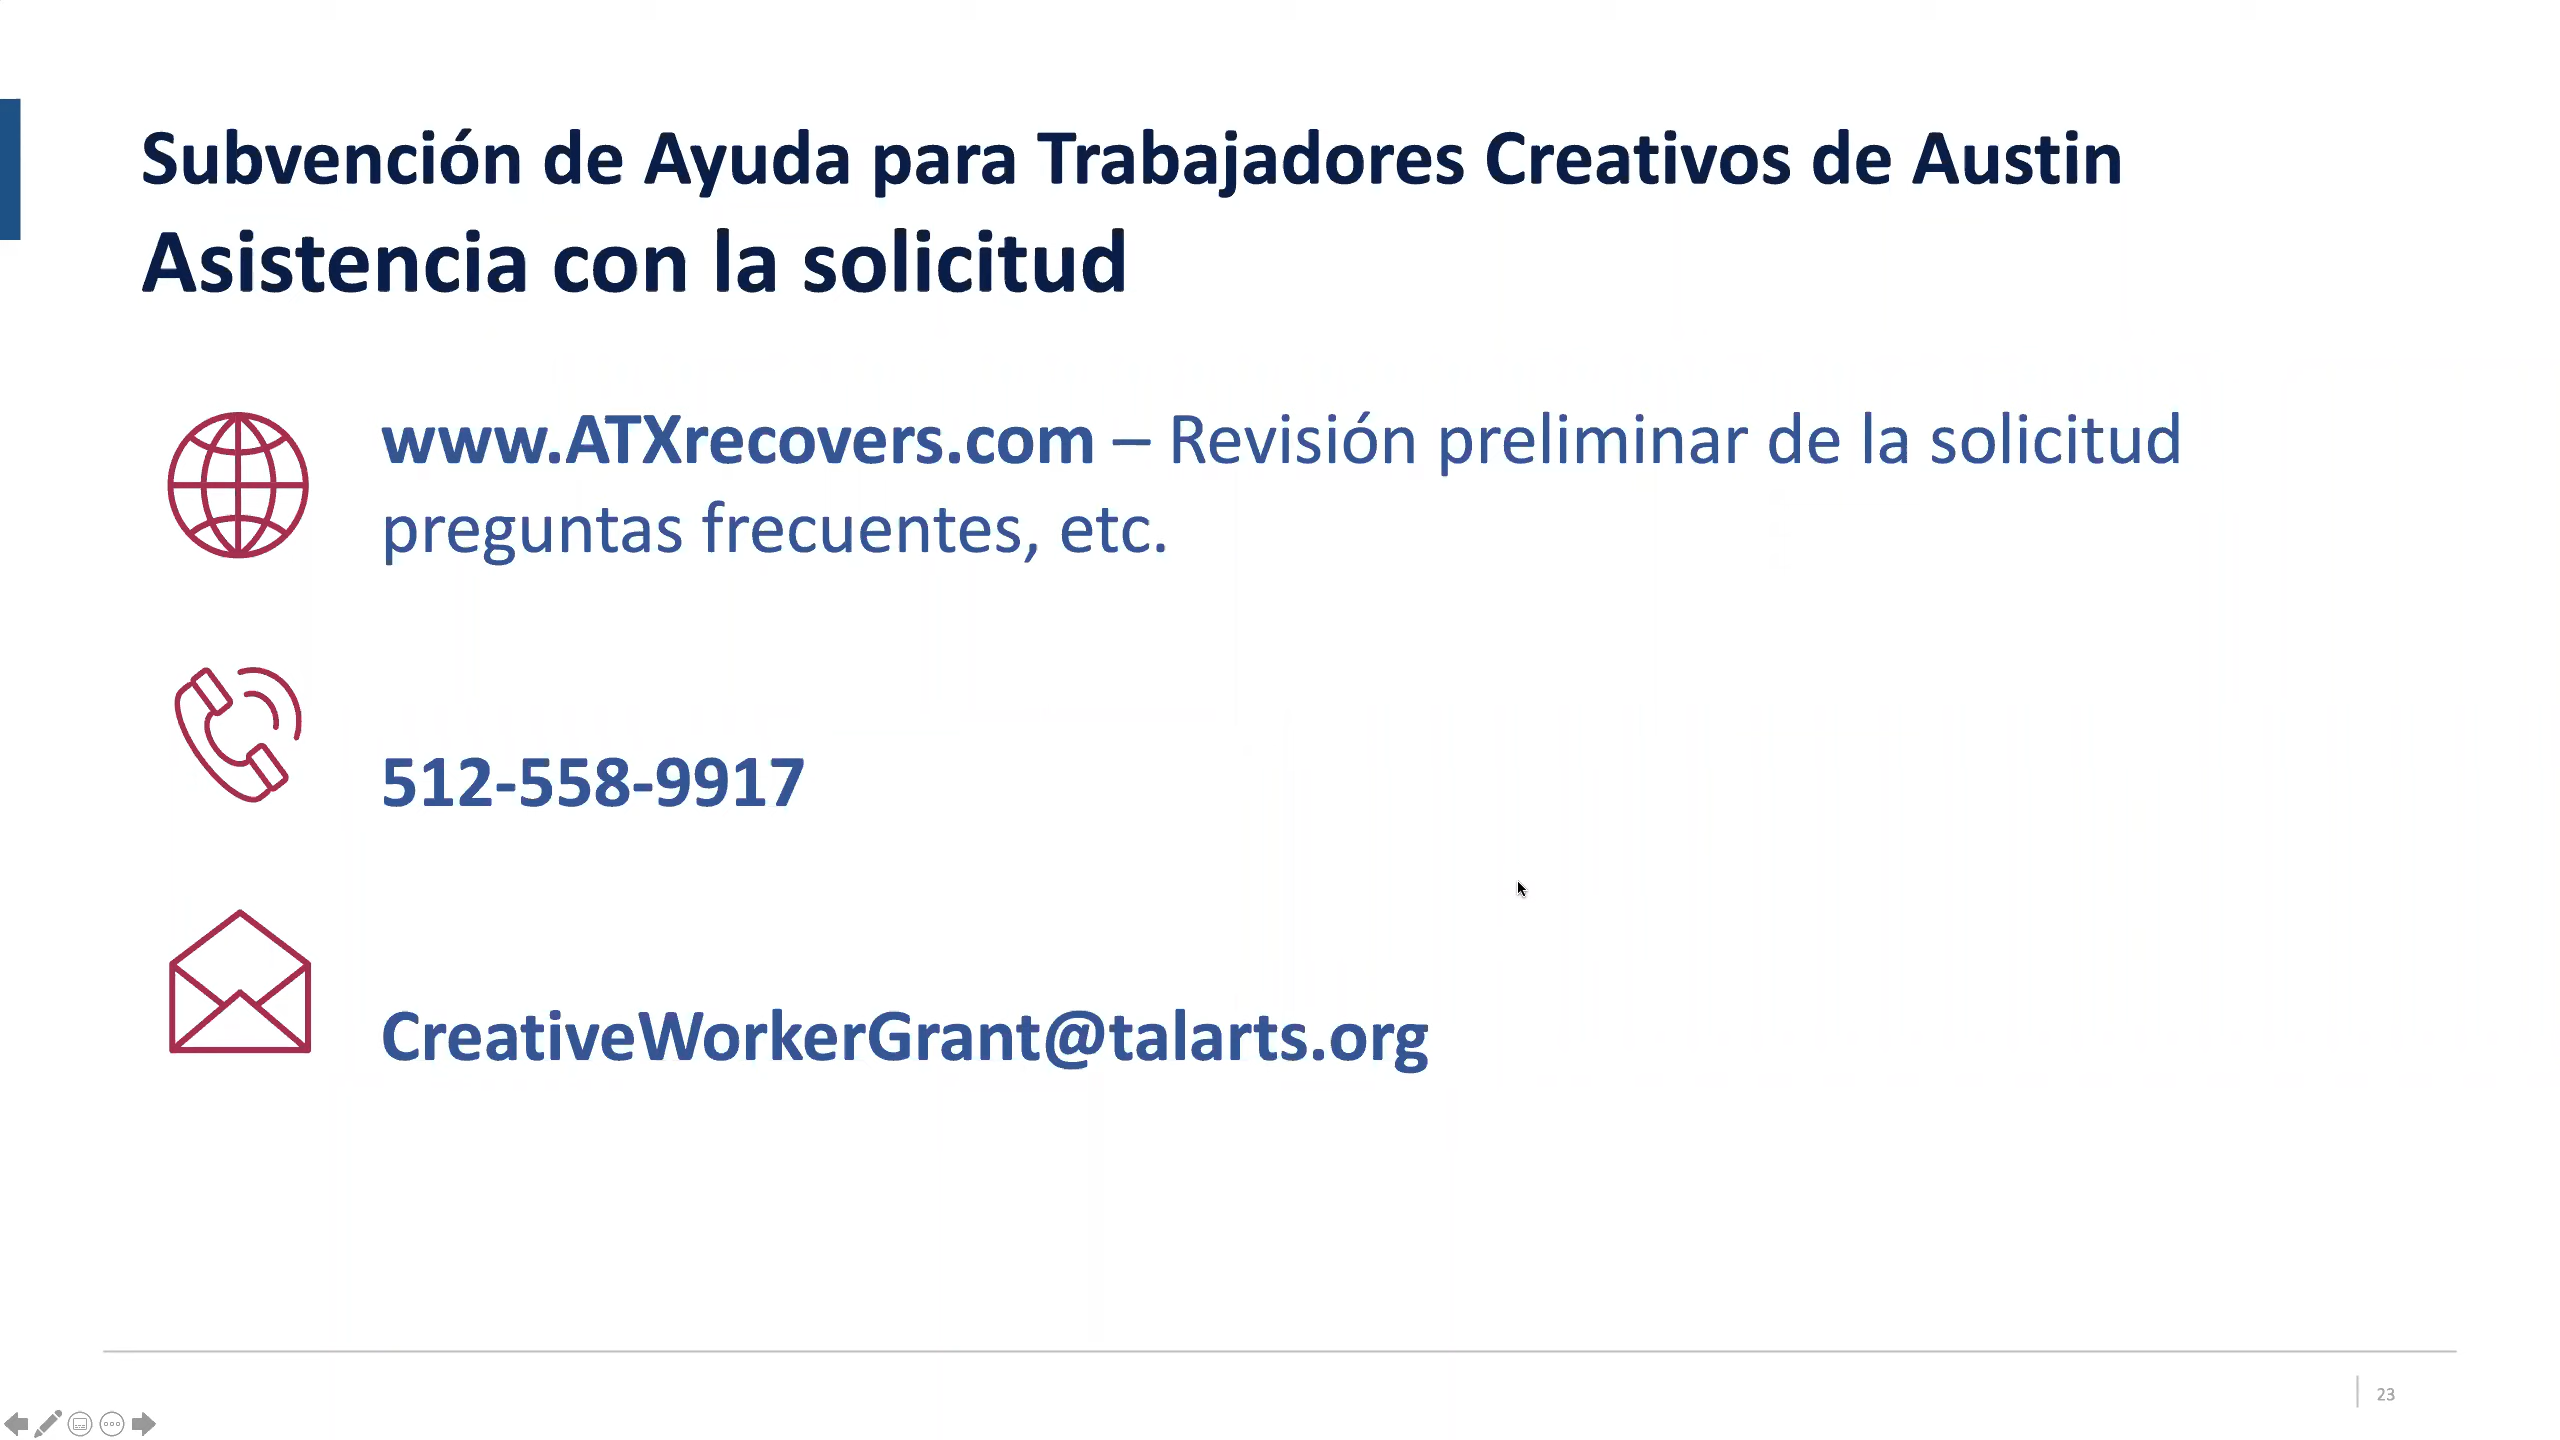 Subvención de Ayuda para Trabajadores Creativos de Austin
Asistencia con la solicitud
www.ATXrecovers.com – Revisión preliminar de la solicitud
preguntas frecuentes, etc.
512-558-9917
CreativeWorkerGrant@talarts.org
23